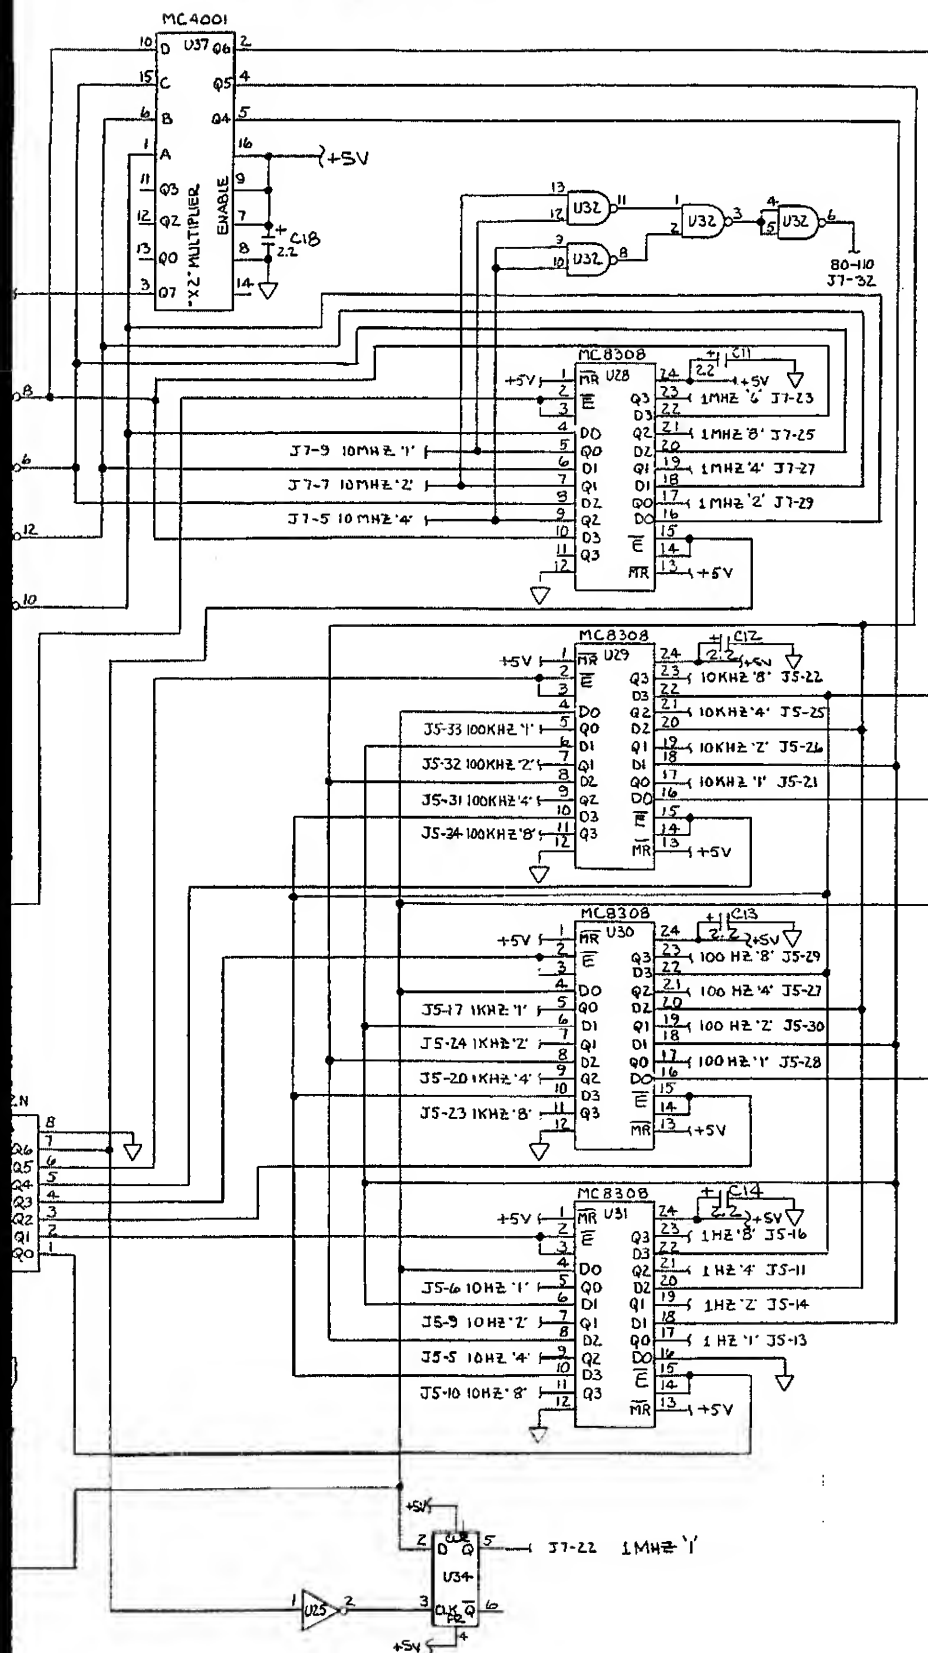 MC4001
10 D U37 Q6 2
15 C Q5 4
6 B Q4 5
1 A 16 +5V
11 Q3 9
12 Q2 7
13 Q0 8
3 Q7 14
"X2" MULTIPLIER
ENABLE
+ C18
2.2
13 12 U32 11
9 10 U32 8
1 2 U32 3
4 5 U32 6
80-110
J7-32
8
6
12
10
MC8308
U28
+ C11
2.2
+5V 1 MR 24 +5V
2 E Q3 23 1MHZ '6' J7-23
3 D3 22
4 D0 Q2 21 1MHZ '8' J7-25
J7-9 10MHZ '1' 5 Q0 D2 20
6 D1 Q1 19 1MHZ '4' J7-27
J7-7 10MHZ '2' 7 Q1 D1 18
8 D2 Q0 17 1MHZ '2' J7-29
J7-5 10MHZ '4' 9 Q2 D0 16
10 D3 E 15
11 Q3 14
12 MR 13 +5V
MC8308
U29
+ C12
2.2
+5V 1 MR 24 +5V
2 E Q3 23 10KHZ '8' J5-22
3 D3 22
4 D0 Q2 21 10KHZ '4' J5-25
J5-33 100KHZ '1' 5 Q0 D2 20
6 D1 Q1 19 10KHZ '2' J5-26
J5-32 100KHZ '2' 7 Q1 D1 18
8 D2 Q0 17 10KHZ '1' J5-21
J5-31 100KHZ '4' 9 Q2 D0 16
10 D3 E 15
J5-34 100KHZ '8' 11 Q3 14
12 MR 13 +5V
MC8308
U30
+ C13
2.2
+5V 1 MR 24 +5V
2 E Q3 23 100 HZ '8' J5-29
3 D3 22
4 D0 Q2 21 100 HZ '4' J5-27
J5-17 1KHZ '1' 5 Q0 D2 20
6 D1 Q1 19 100 HZ '2' J5-30
J5-24 1KHZ '2' 7 Q1 D1 18
8 D2 Q0 17 100HZ '1' J5-28
J5-20 1KHZ '4' 9 Q2 D0 16
10 D3 E 15
J5-23 1KHZ '8' 11 Q3 14
12 MR 13 +5V
2N
8
Q6 7
Q5 6
Q4 5
Q3 4
Q2 3
Q1 2
Q0 1
MC8308
U31
+ C14
2.2
+5V 1 MR 24 +5V
2 E Q3 23 1HZ '8' J5-16
3 D3 22
4 D0 Q2 21 1HZ '4' J5-11
J5-6 10HZ '1' 5 Q0 D2 20
6 D1 Q1 19 1HZ '2' J5-14
J5-9 10HZ '2' 7 Q1 D1 18
8 D2 Q0 17 1HZ '1' J5-13
J5-5 10HZ '4' 9 Q2 D0 16
10 D3 E 15
J5-10 10HZ '8' 11 Q3 14
12 MR 13 +5V
+5V
2 D CLR Q 5 J7-22 1MHZ '1'
U34
1 U25 2 3 CLK Q 6
PR
+5V 4